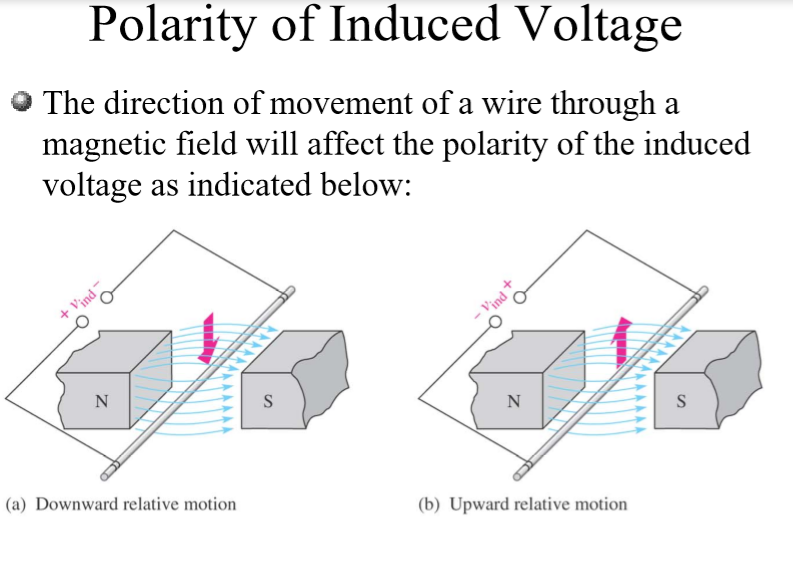 Polarity of Induced Voltage
The direction of movement of a wire through a
magnetic field will affect the polarity of the induced
voltage as indicated below:
+ vind −
N
S
− vind +
N
S
(a) Downward relative motion
(b) Upward relative motion